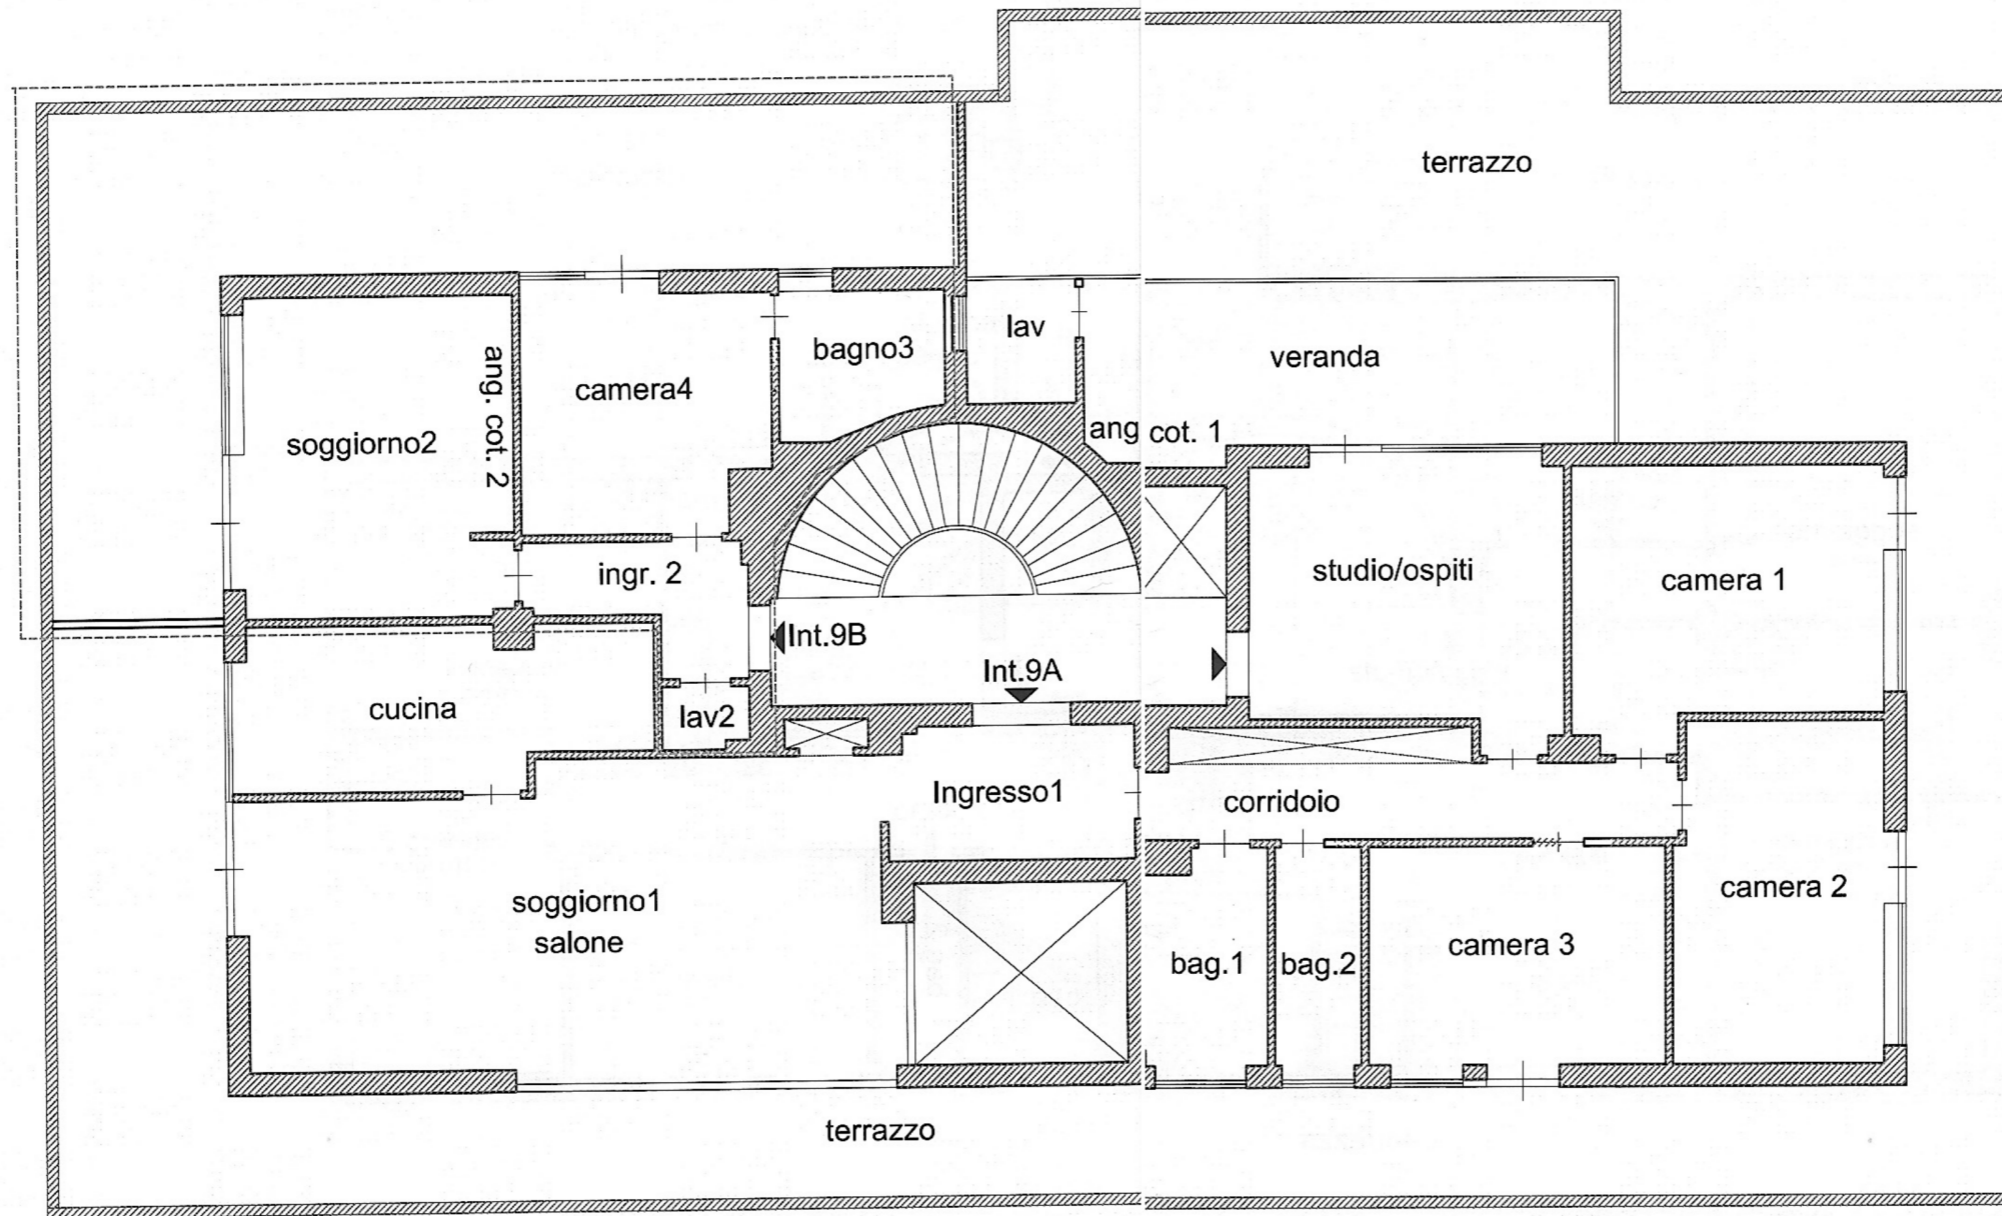 terrazzo
lav
bagno3
veranda
camera4
ang. cot. 2
soggiorno2
ang cot. 1
ingr. 2
studio/ospiti
camera 1
Int.9B
Int.9A
cucina
lav2
Ingresso1
corridoio
soggiorno1
salone
camera 2
camera 3
bag.1
bag.2
terrazzo